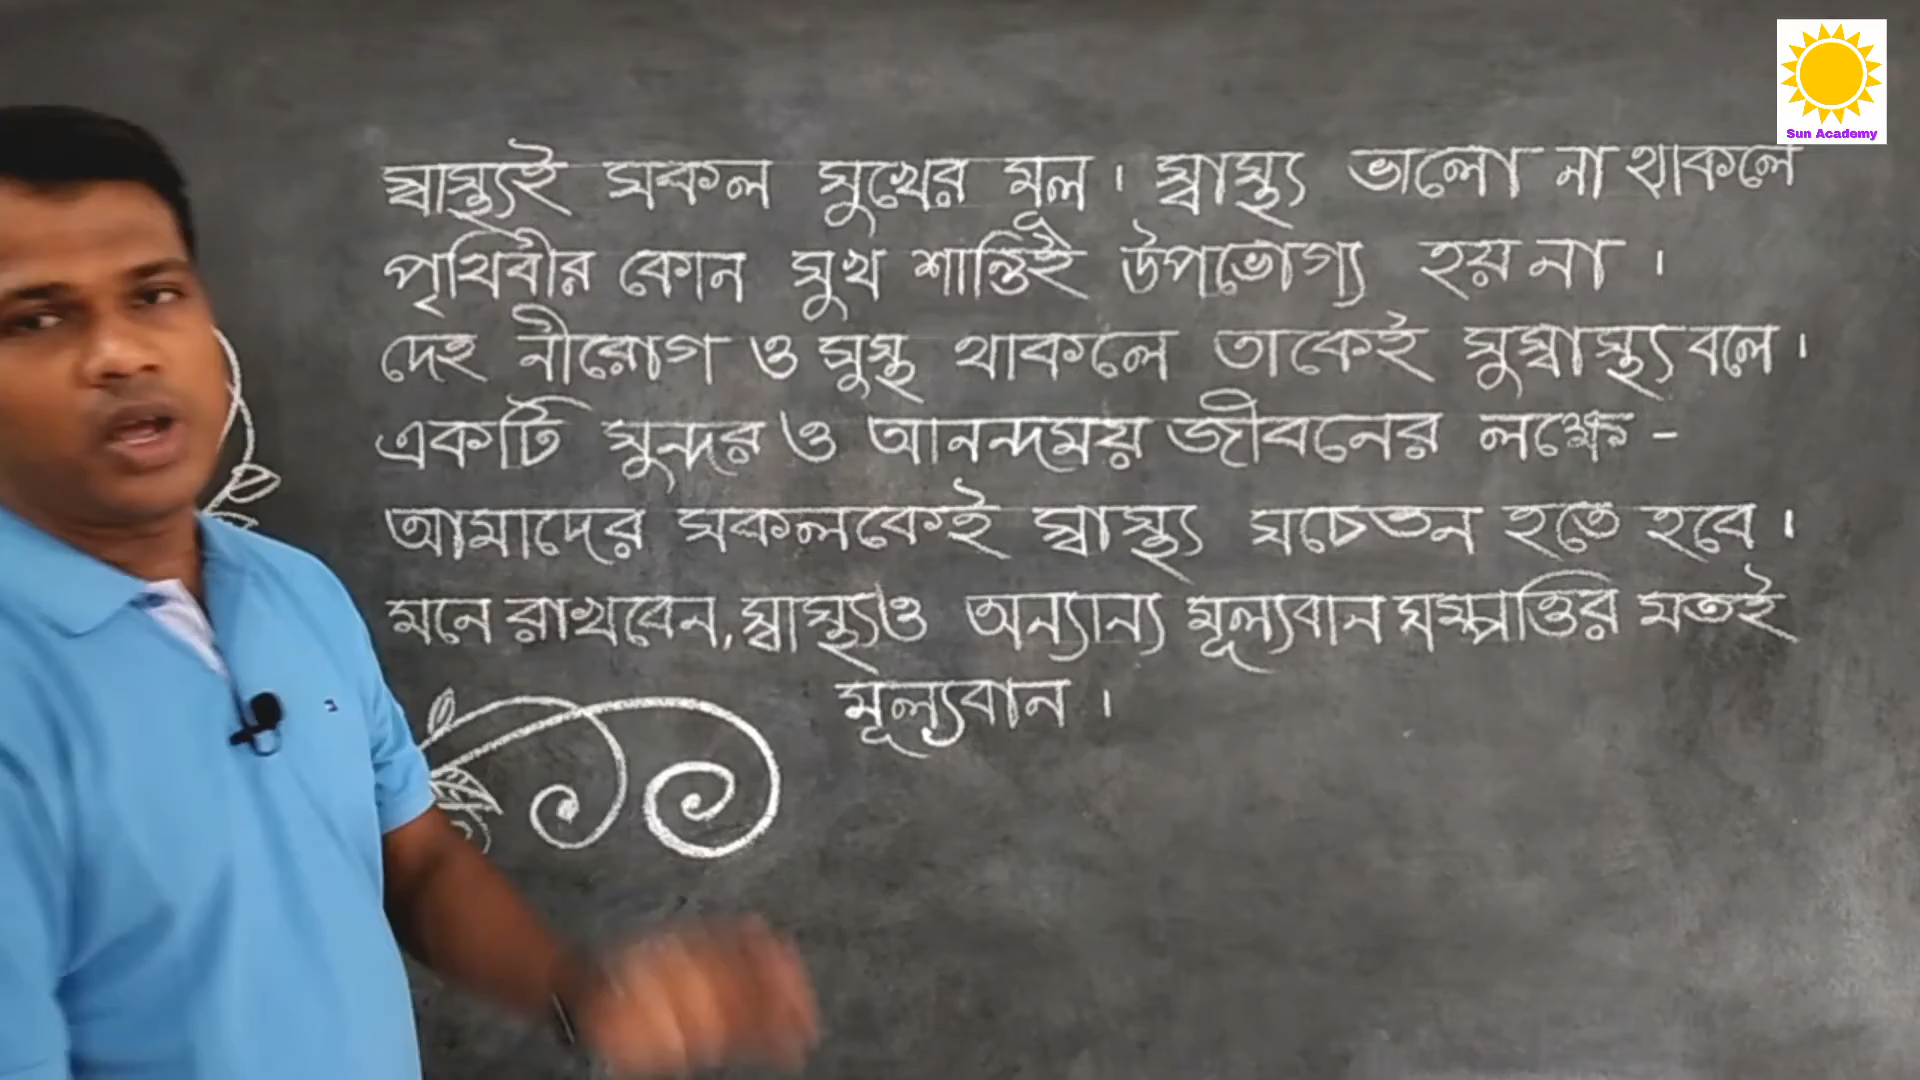 Sun Academy
স্বাস্থ্যই সকল সুখের মূল। স্বাস্থ্য ভালো না থাকলে
পৃথিবীর কোন সুখ শান্তিই উপভোগ্য হয় না।
দেহ নীরোগ ও সুস্থ থাকলে তাকেই সুস্বাস্থ্য বলে।
একটি সুন্দর ও আনন্দময় জীবনের লক্ষে -
আমাদের সকলকেই স্বাস্থ্য সচেতন হতে হবে।
মনে রাখবেন, স্বাস্থ্যও অন্যান্য মূল্যবান সম্পত্তির মতই
মূল্যবান।